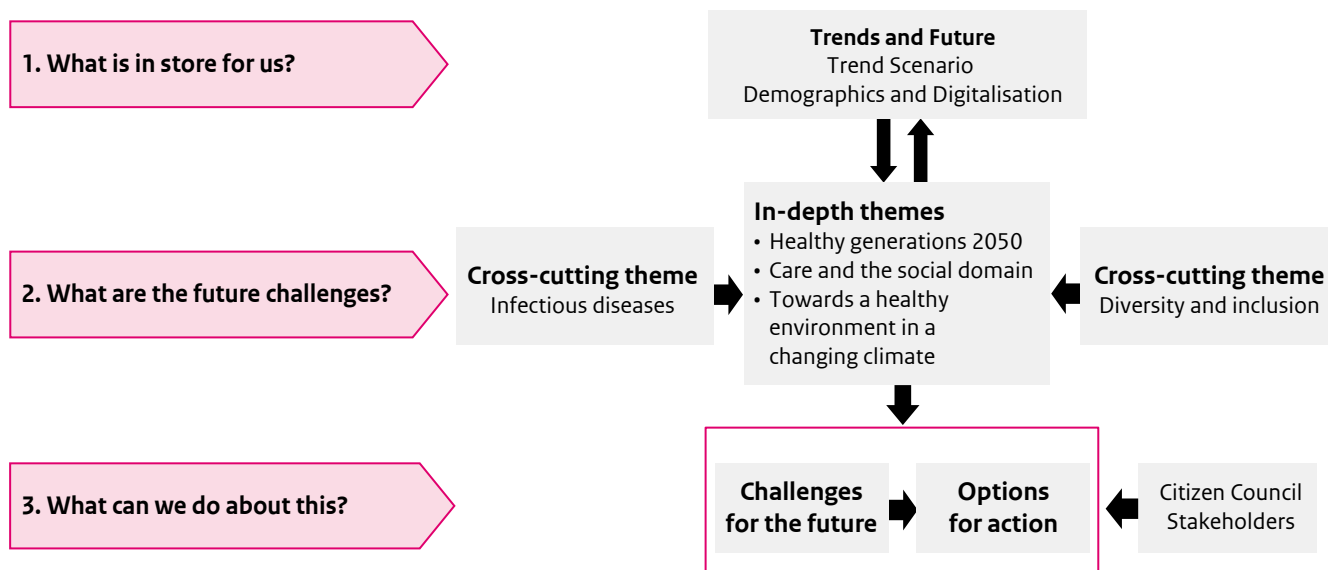 1. What is in store for us?
Trends and Future
Trend Scenario
Demographics and Digitalisation
2. What are the future challenges?
Cross-cutting theme
Infectious diseases
In-depth themes
• Healthy generations 2050
• Care and the social domain
• Towards a healthy
environment in a
changing climate
Cross-cutting theme
Diversity and inclusion
3. What can we do about this?
Challenges
for the future
Options
for action
Citizen Council
Stakeholders